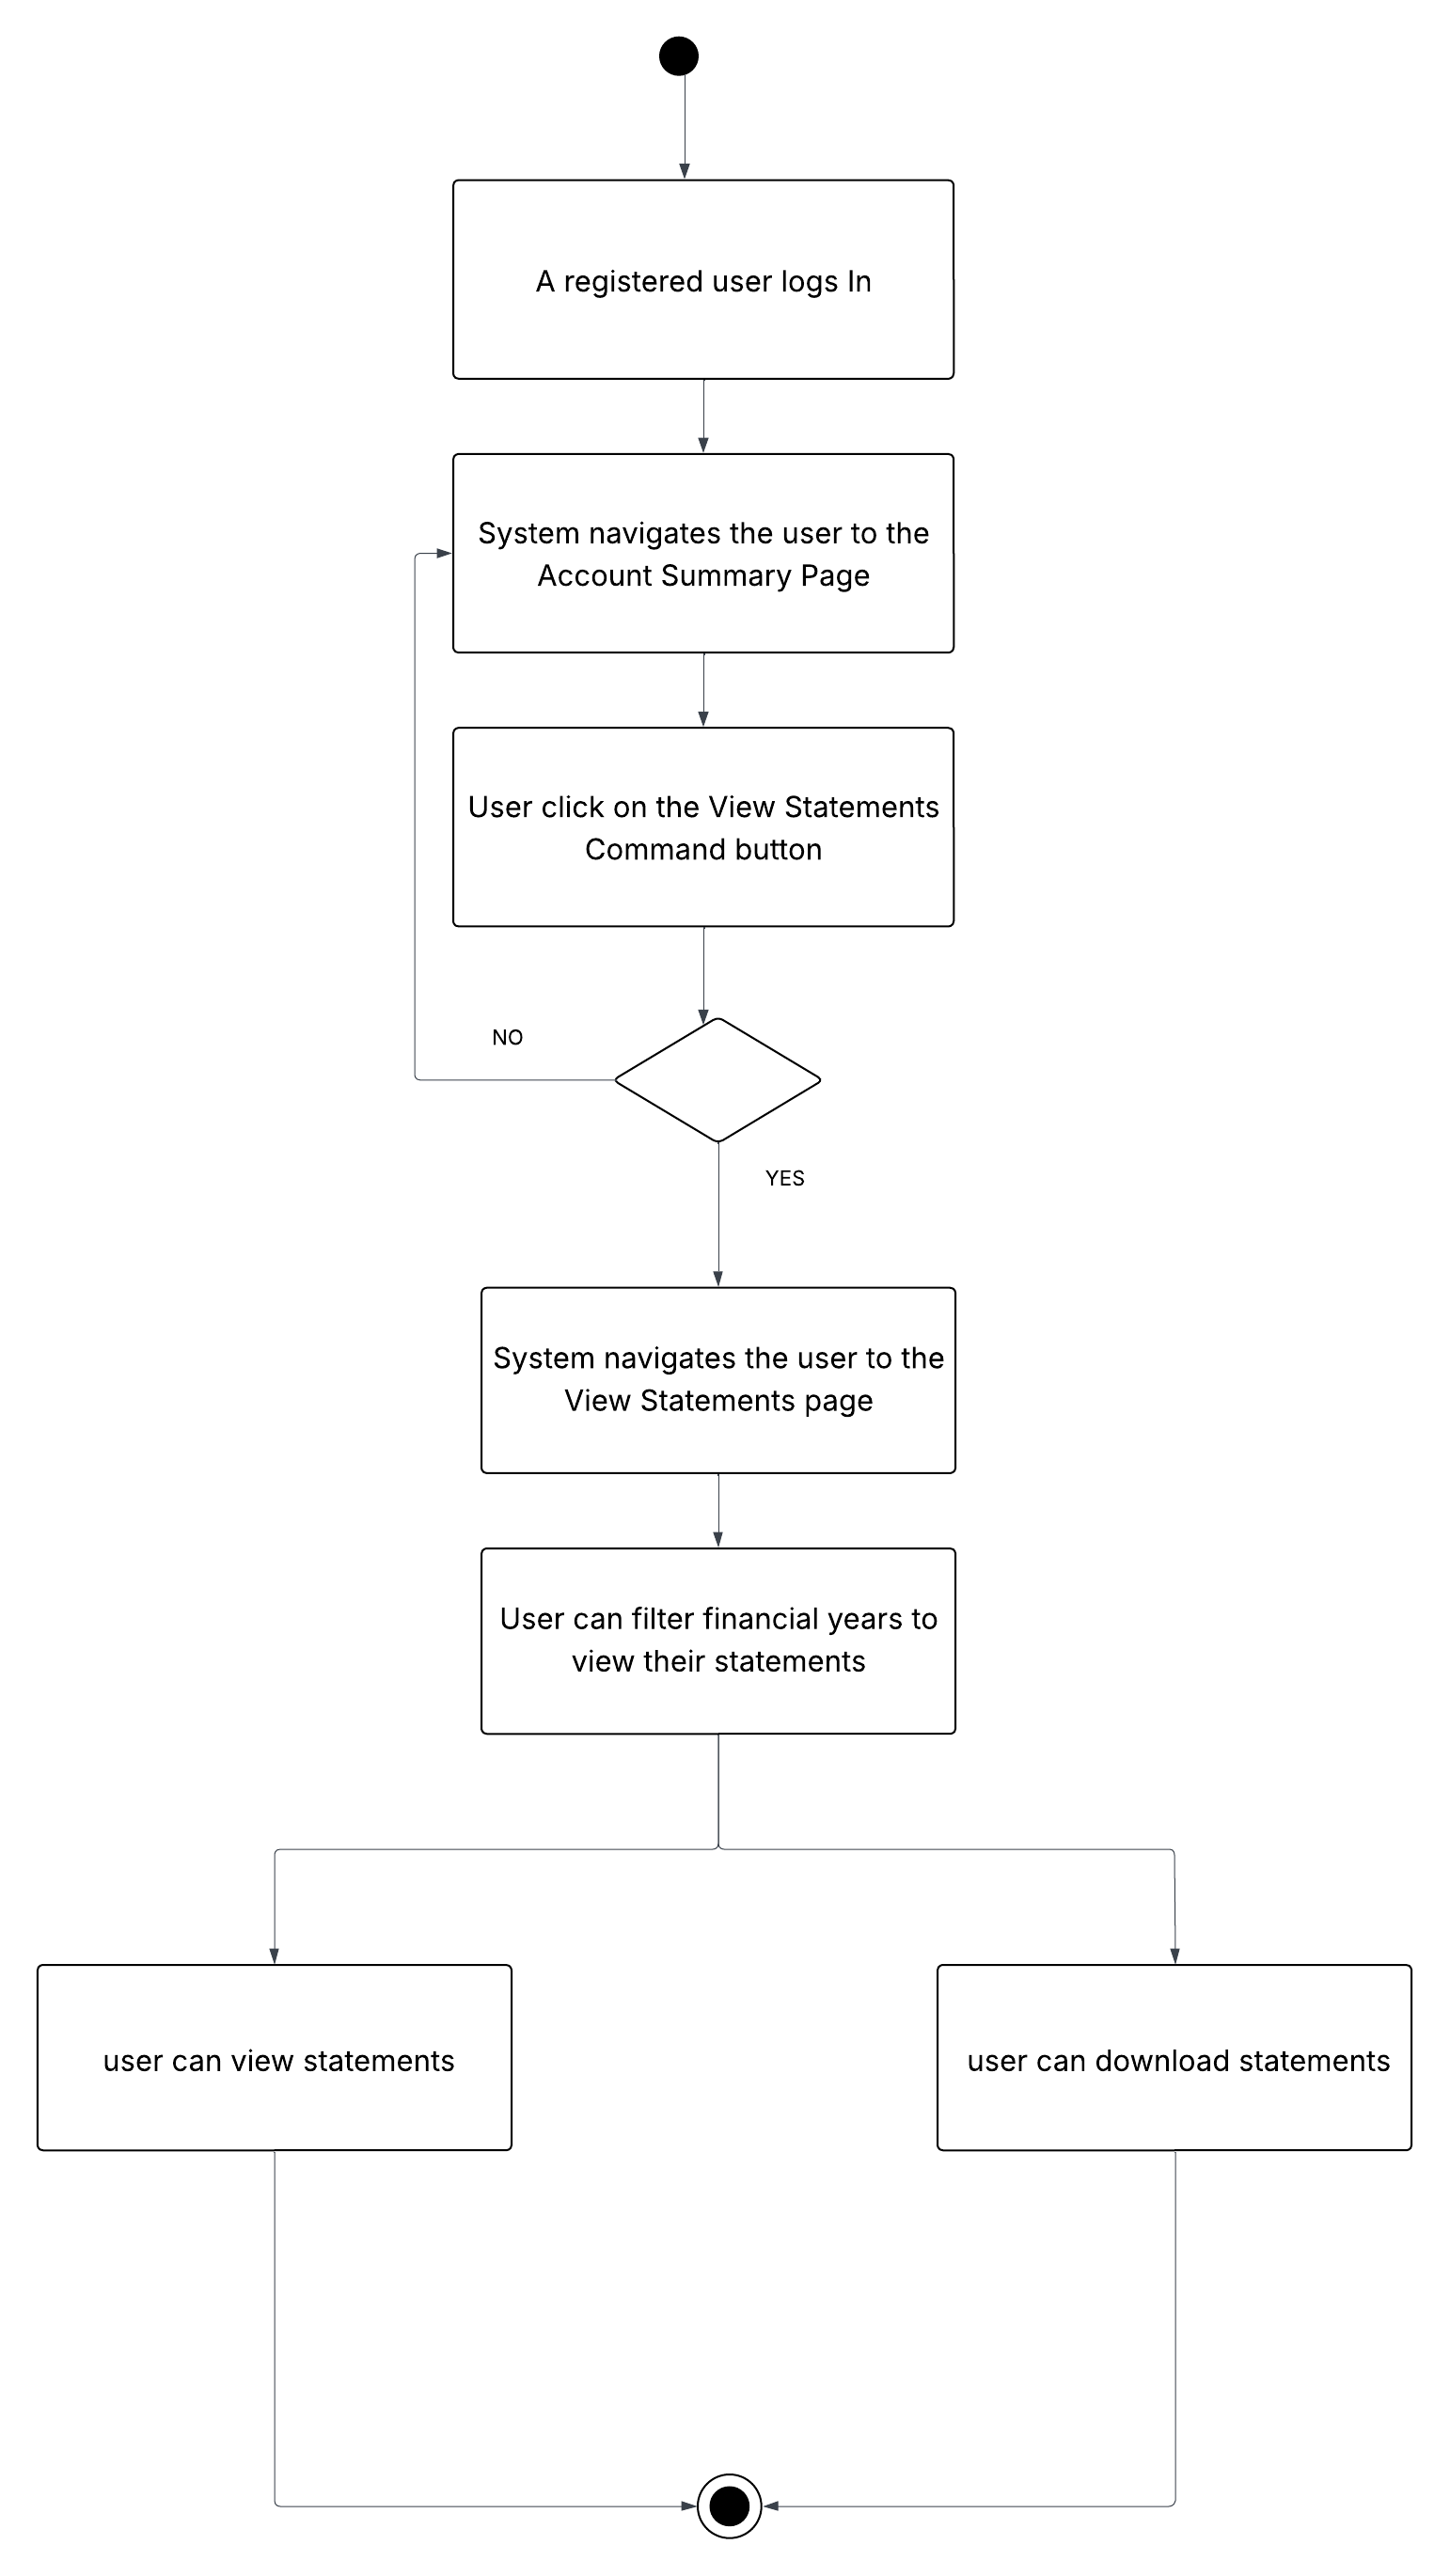 A registered user logs In
System navigates the user to the
Account Summary Page
User click on the View Statements
Command button
NO
YES
System navigates the user to the
View Statements page
User can filter financial years to
view their statements
user can view statements
user can download statements